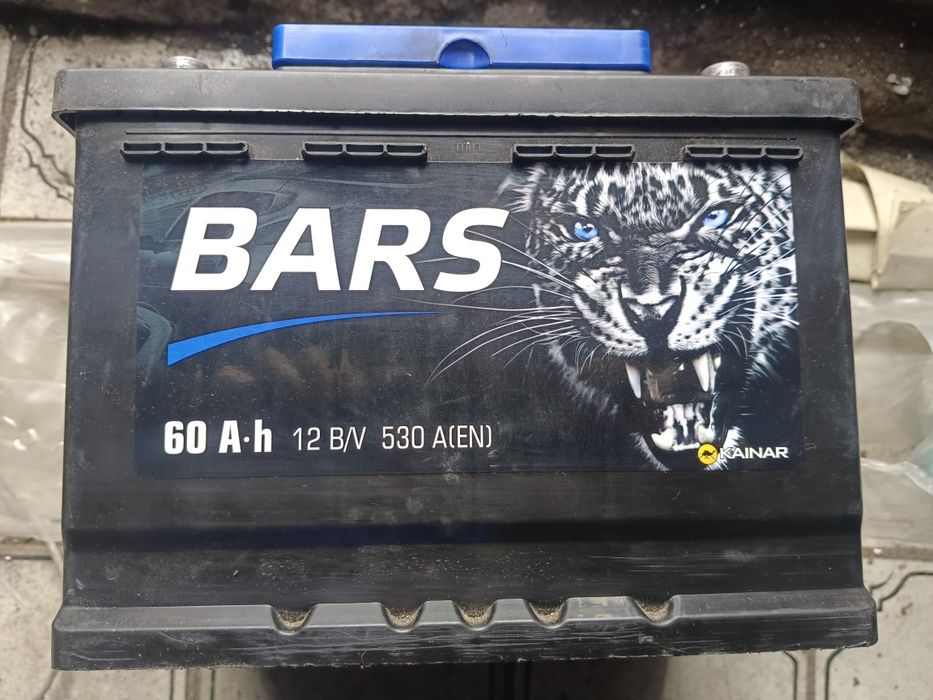 BARS
60 A·h 12 B/V 530 A(EN)
KAINAR